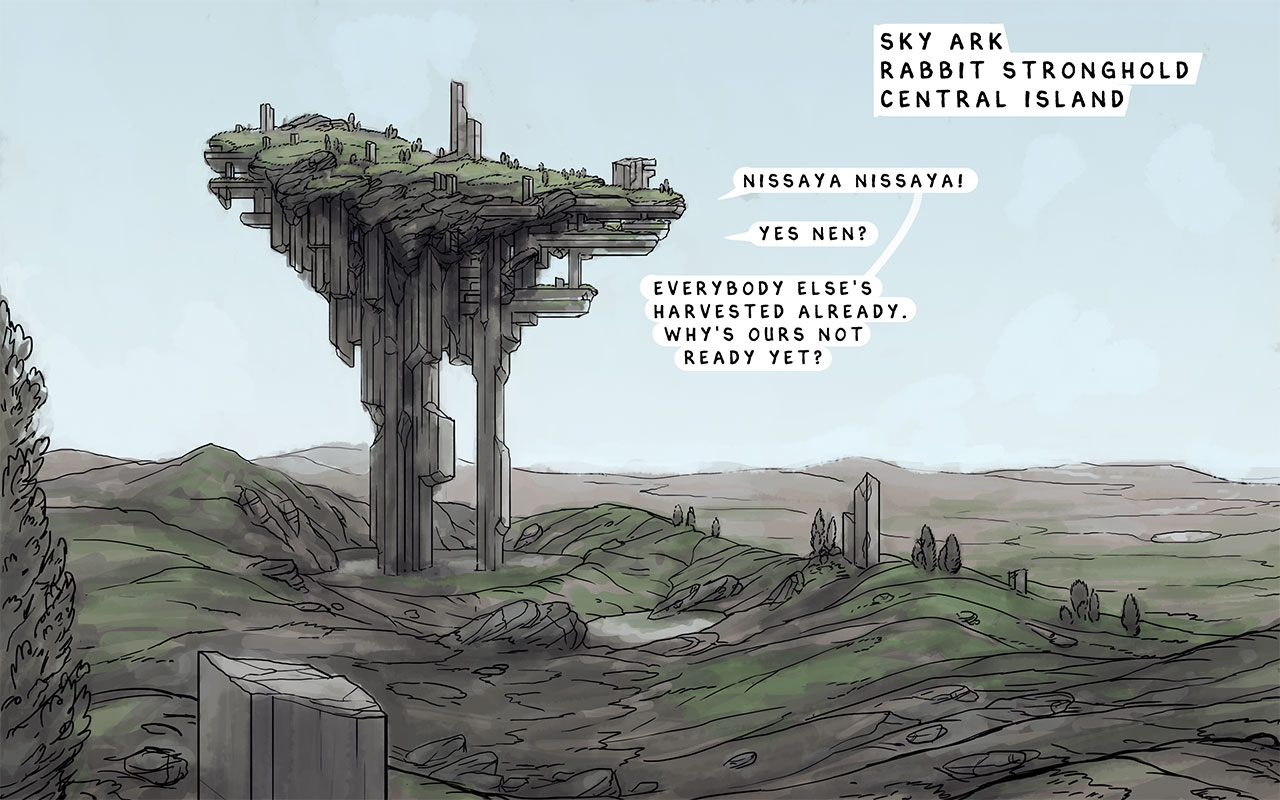 SKY ARK
RABBIT STRONGHOLD
CENTRAL ISLAND
NISSAYA NISSAYA!
YES NEN?
EVERYBODY ELSE'S
HARVESTED ALREADY.
WHY'S OURS NOT
READY YET?